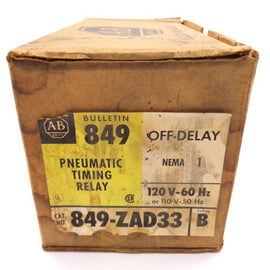 AB
BULLETIN
849
OFF-DELAY
PNEUMATIC
TIMING
RELAY
NEMA 1
120 V-60 Hz
or 110 V-50 Hz
CAT.
NO.
849-ZAD33
SERIES
B